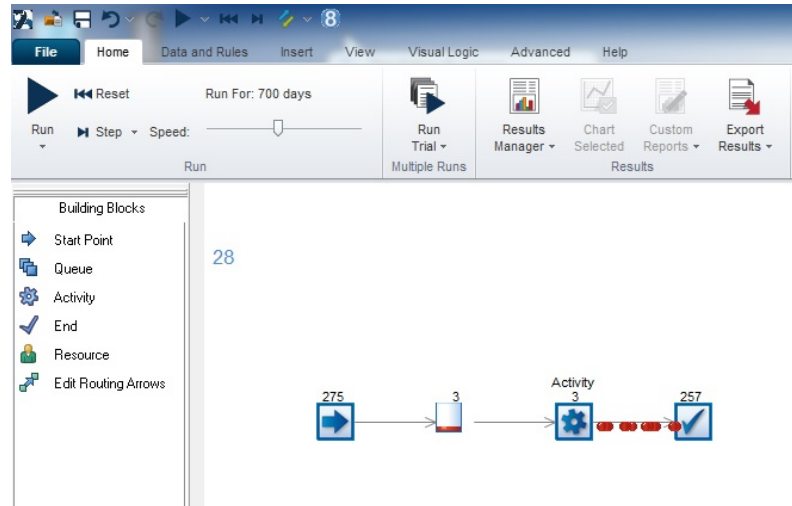 8
File Home Data and Rules Insert View Visual Logic Advanced Help
Reset Run For: 700 days
Run Step Speed: Run Trial Results Manager Chart Selected Custom Reports Export Results
Run Multiple Runs Results
Building Blocks
Start Point
Queue
Activity
End
Resource
Edit Routing Arrows
28
Activity
275 3 3 257